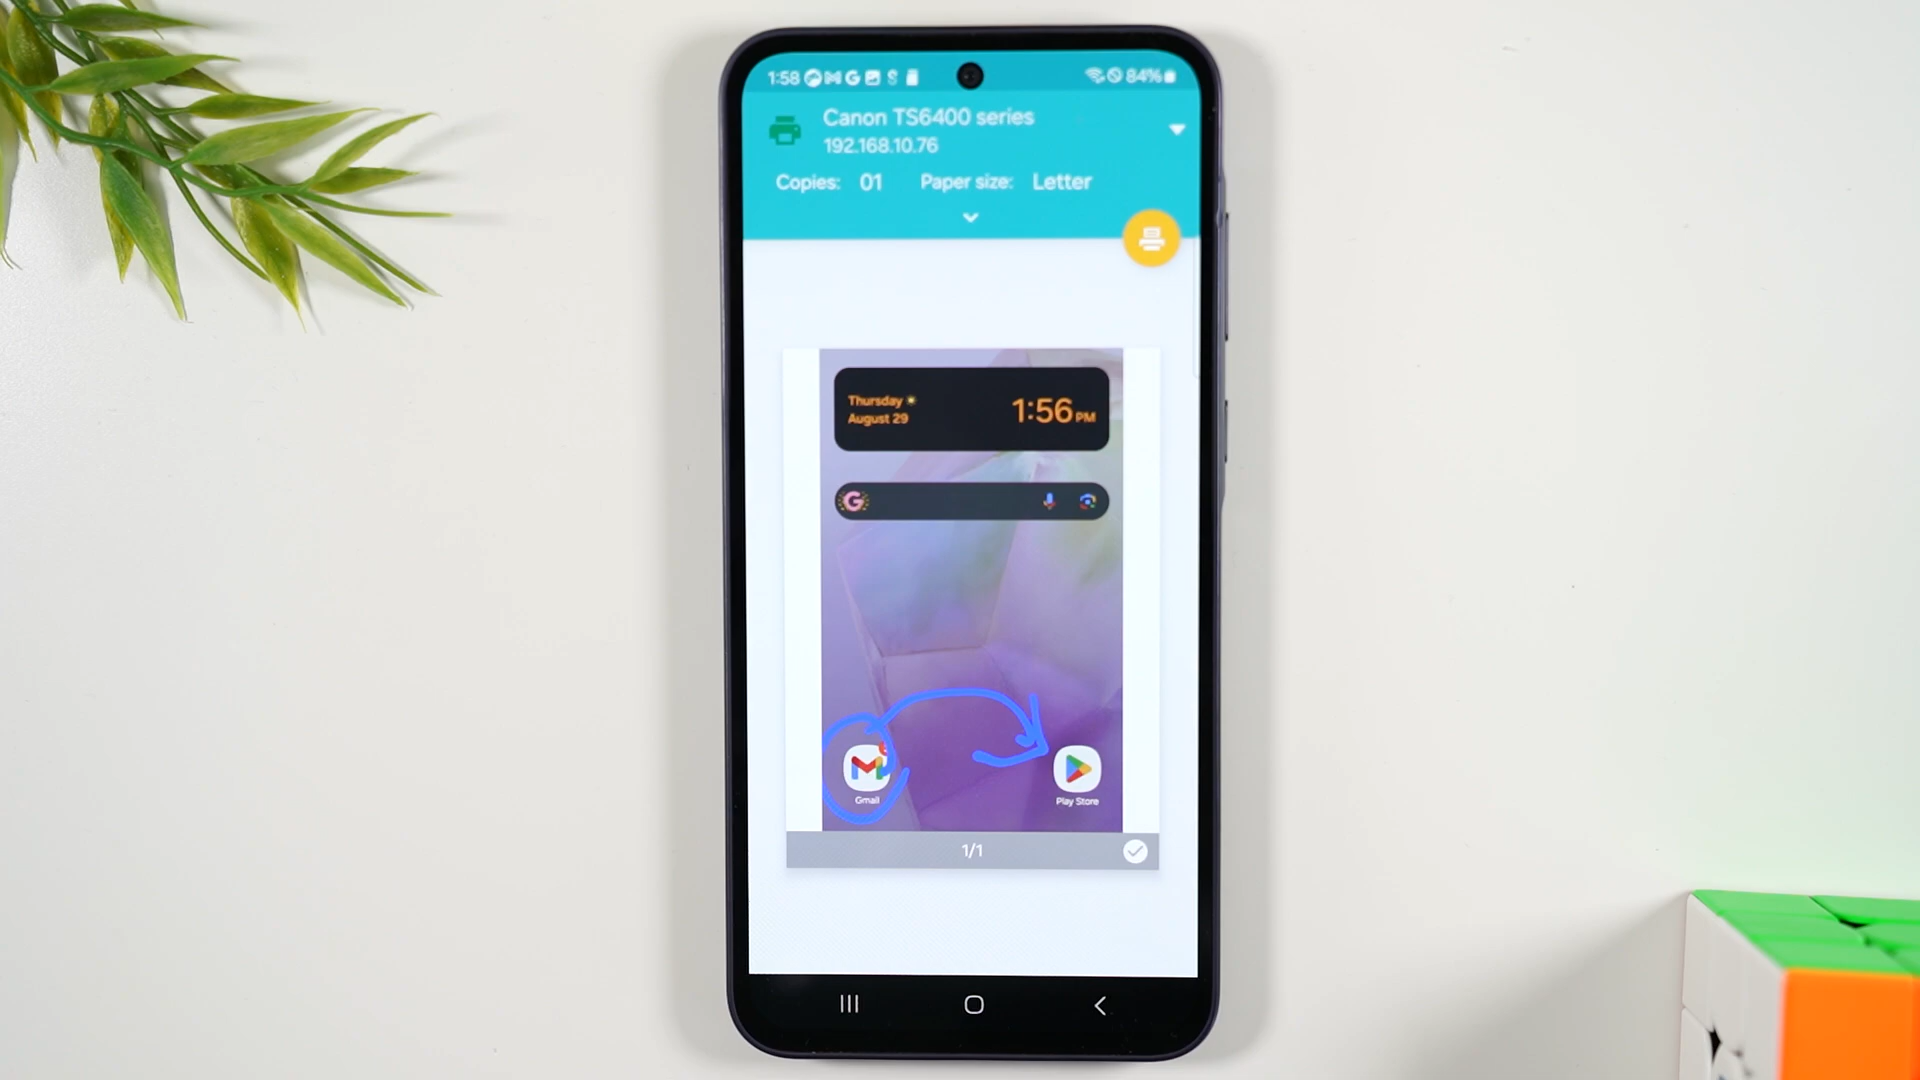 1:58 84%
Canon TS6400 series
192.168.10.76
Copies: 01 Paper size: Letter
Thursday
August 29
1:56 PM
Gmail
Play Store
1/1